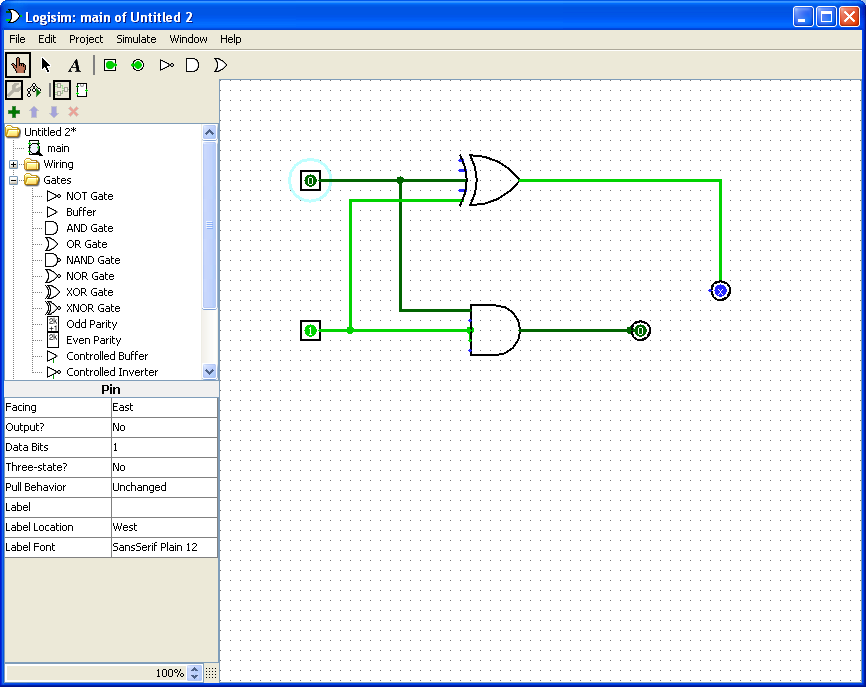 Logisim: main of Untitled 2
File Edit Project Simulate Window Help
A
Untitled 2*
main
Wiring
Gates
NOT Gate
Buffer
AND Gate
OR Gate
NAND Gate
NOR Gate
XOR Gate
XNOR Gate
Odd Parity
Even Parity
Controlled Buffer
Controlled Inverter
Pin
Facing East
Output? No
Data Bits 1
Three-state? No
Pull Behavior Unchanged
Label
Label Location West
Label Font SansSerif Plain 12
100%
0
x
1
0